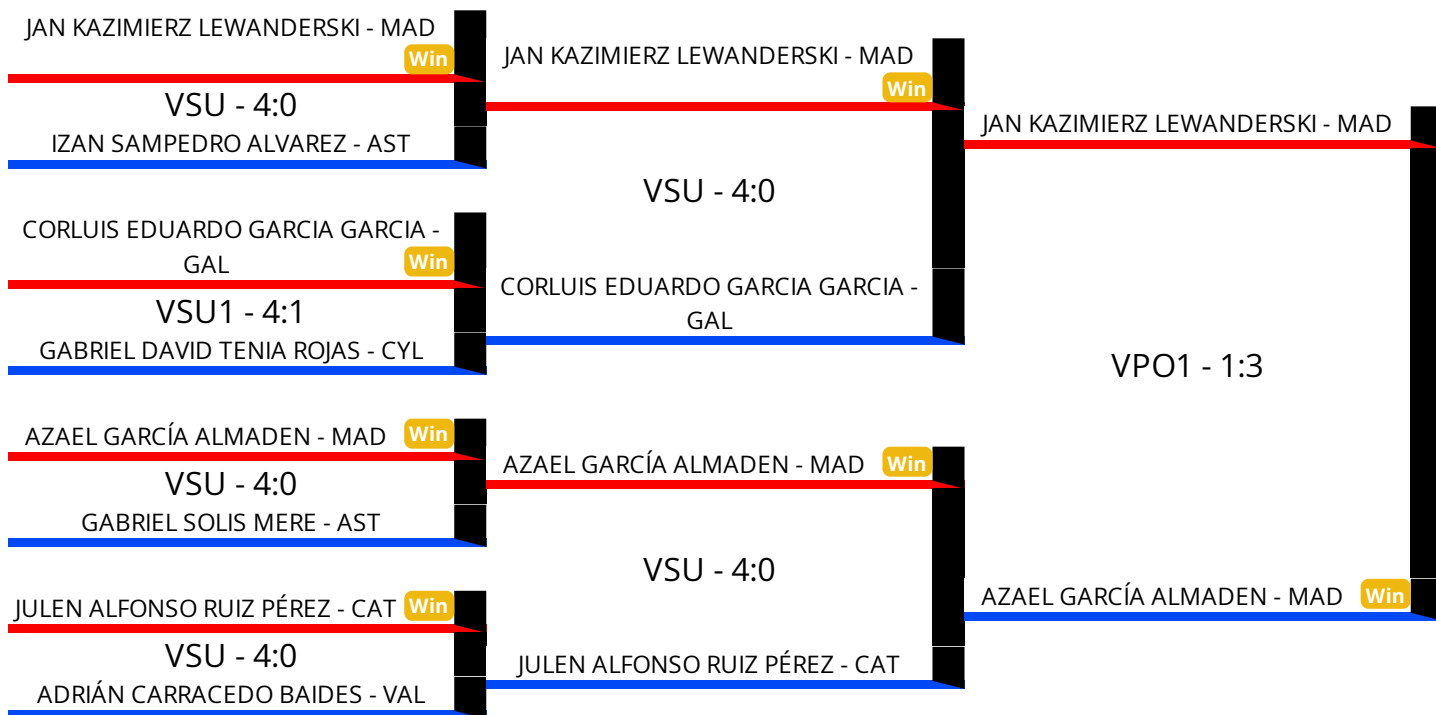 JAN KAZIMIERZ LEWANDERSKI - MAD
Win
VSU - 4:0
IZAN SAMPEDRO ALVAREZ - AST
CORLUIS EDUARDO GARCIA GARCIA -
GAL
Win
VSU1 - 4:1
GABRIEL DAVID TENIA ROJAS - CYL
AZAEL GARCÍA ALMADEN - MAD
Win
VSU - 4:0
GABRIEL SOLIS MERE - AST
JULEN ALFONSO RUIZ PÉREZ - CAT
Win
VSU - 4:0
ADRIÁN CARRACEDO BAIDES - VAL
JAN KAZIMIERZ LEWANDERSKI - MAD
Win
VSU - 4:0
CORLUIS EDUARDO GARCIA GARCIA -
GAL
AZAEL GARCÍA ALMADEN - MAD
Win
VSU - 4:0
JULEN ALFONSO RUIZ PÉREZ - CAT
JAN KAZIMIERZ LEWANDERSKI - MAD
VPO1 - 1:3
AZAEL GARCÍA ALMADEN - MAD
Win